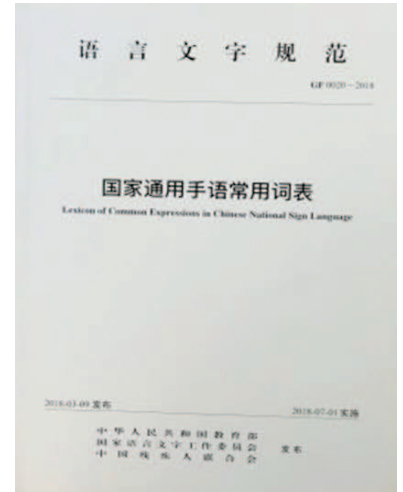 语言文字规范
GF 0020—2018
国家通用手语常用词表
Lexicon of Common Expressions in Chinese National Sign Language
2018-03-09 发布
2018-07-01 实施
中华人民共和国教育部
国家语言文字工作委员会
中国残疾人联合会
发布